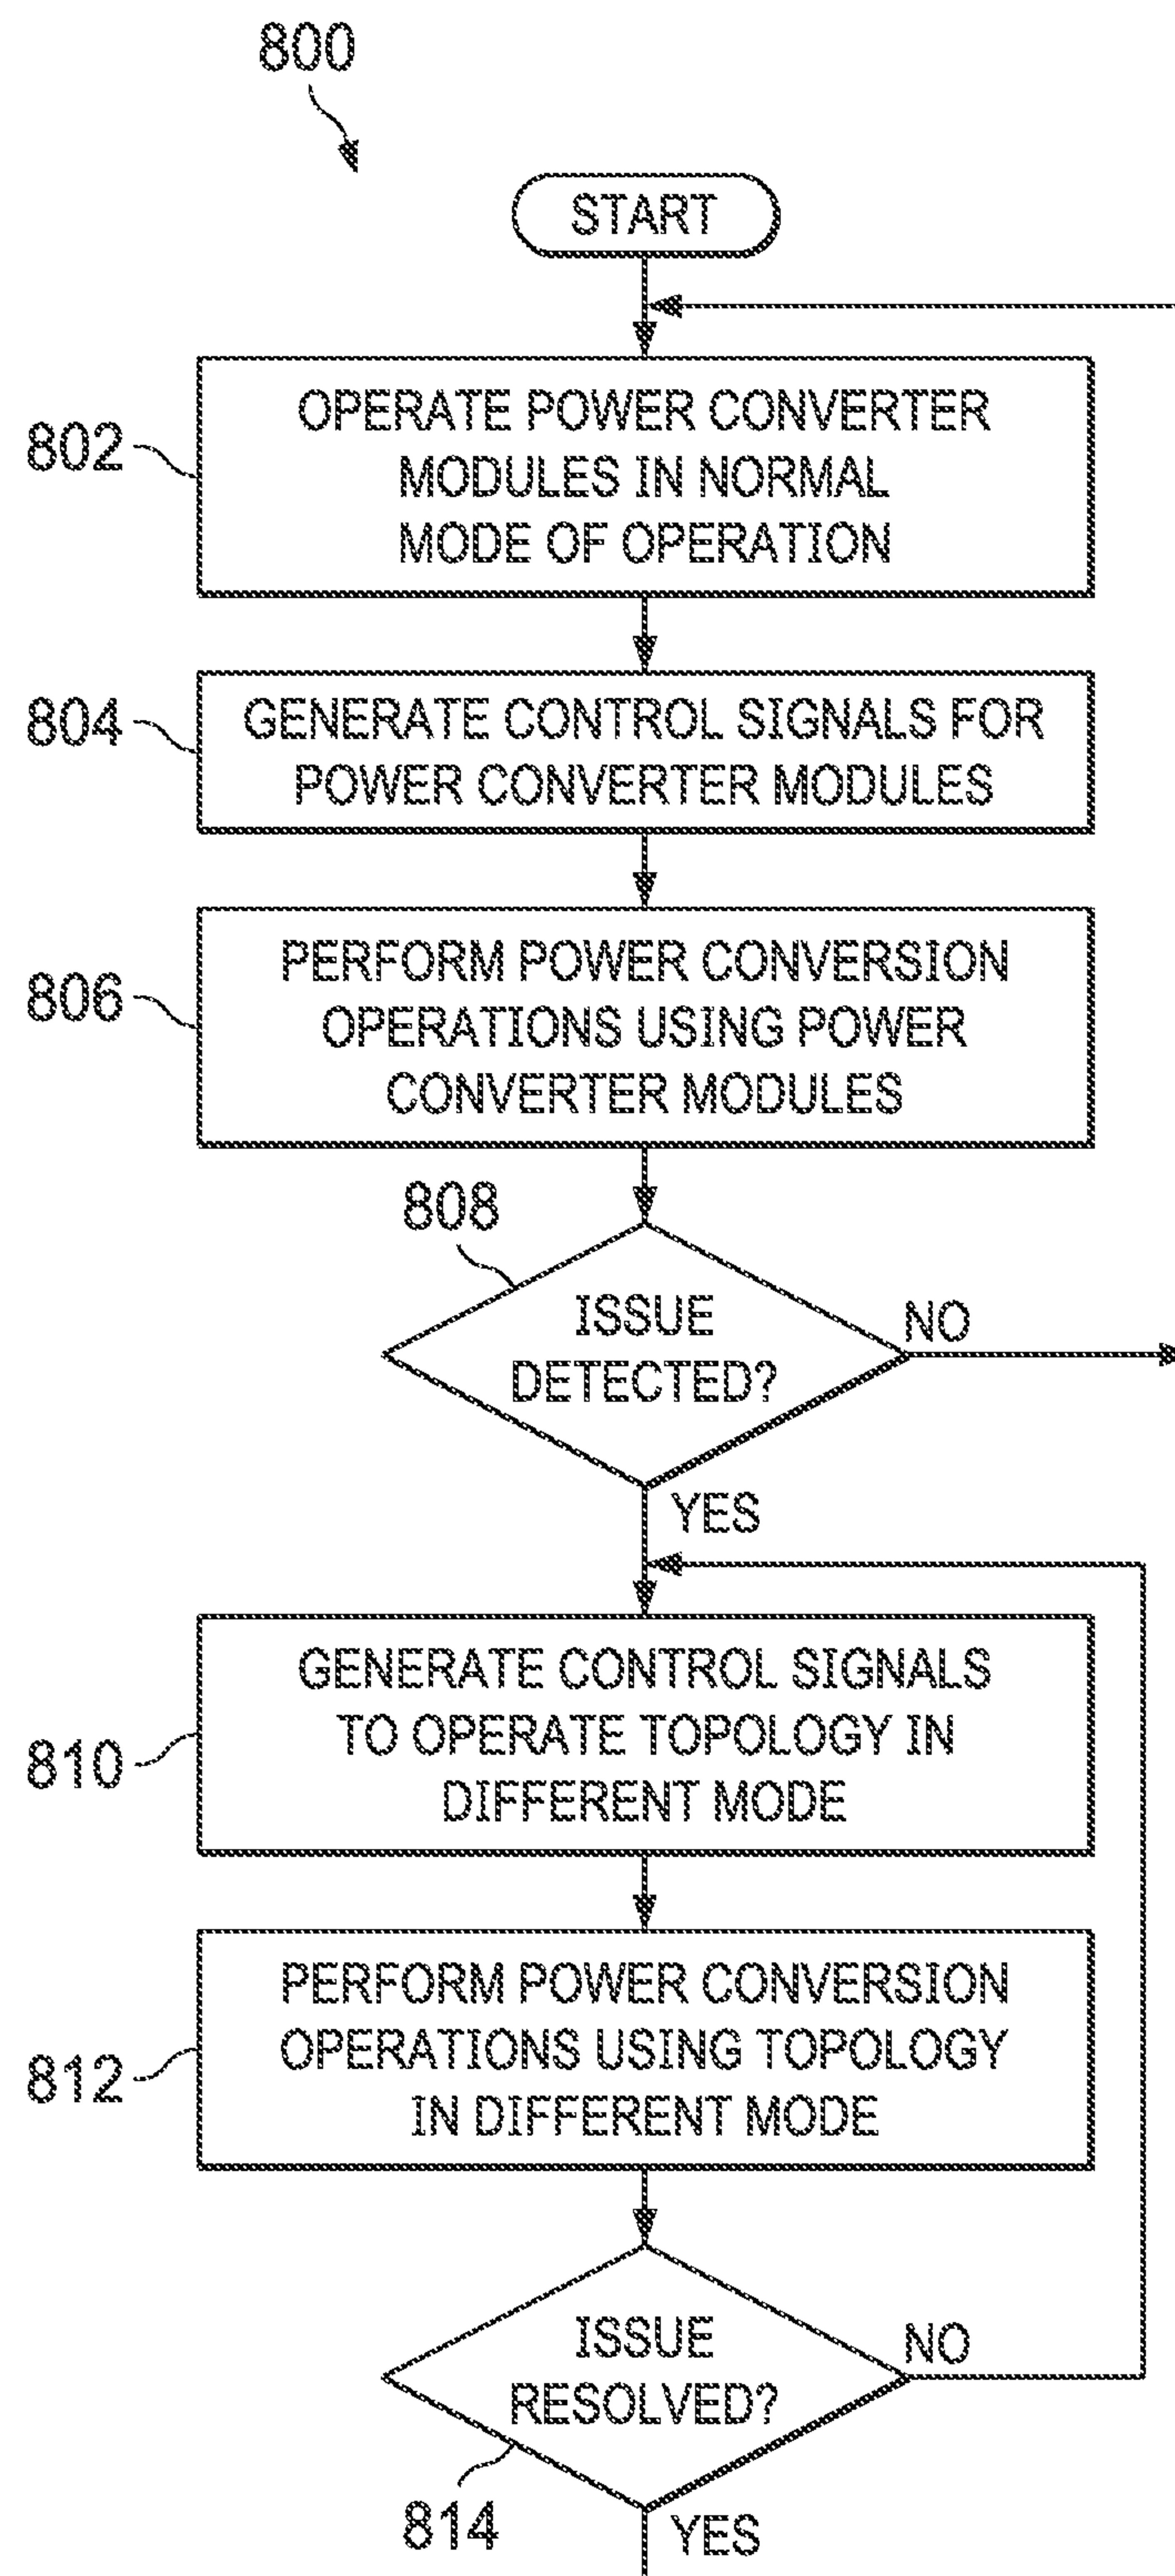 800
START
802
OPERATE POWER CONVERTER
MODULES IN NORMAL
MODE OF OPERATION
804
GENERATE CONTROL SIGNALS FOR
POWER CONVERTER MODULES
806
PERFORM POWER CONVERSION
OPERATIONS USING POWER
CONVERTER MODULES
808
ISSUE
DETECTED?
NO
YES
810
GENERATE CONTROL SIGNALS
TO OPERATE TOPOLOGY IN
DIFFERENT MODE
812
PERFORM POWER CONVERSION
OPERATIONS USING TOPOLOGY
IN DIFFERENT MODE
ISSUE
RESOLVED?
NO
814
YES